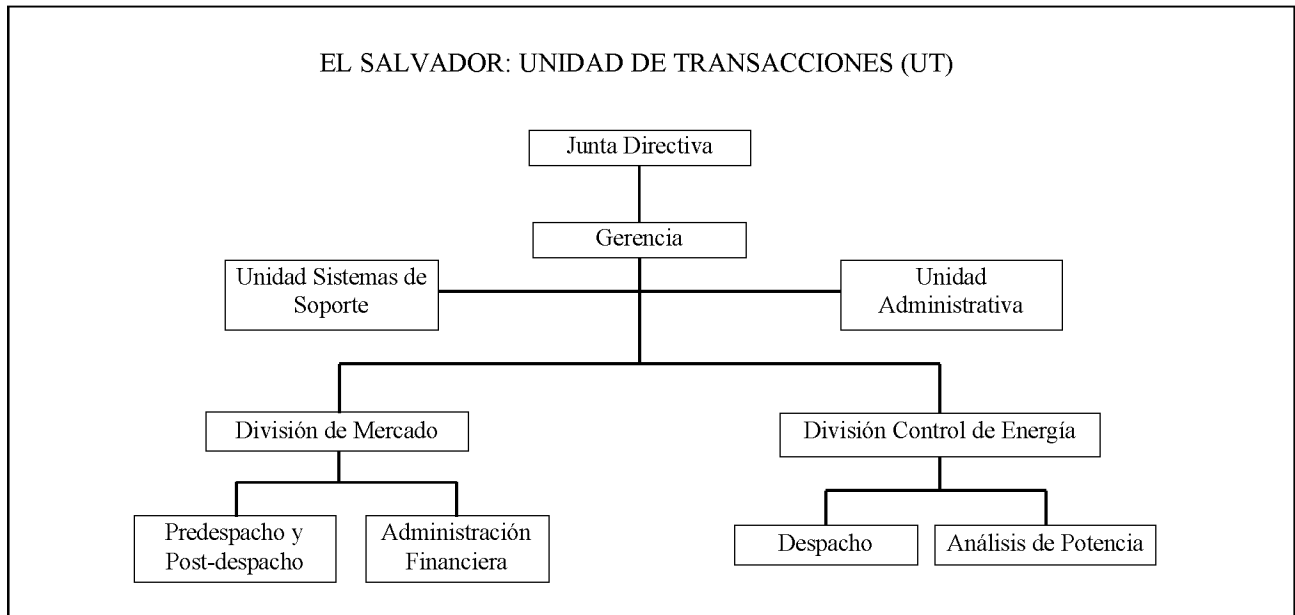 EL SALVADOR: UNIDAD DE TRANSACCIONES (UT)
Junta Directiva
Gerencia
Unidad Sistemas de
Soporte
Unidad
Administrativa
División de Mercado
División Control de Energía
Predespacho y
Post-despacho
Administración
Financiera
Despacho
Análisis de Potencia